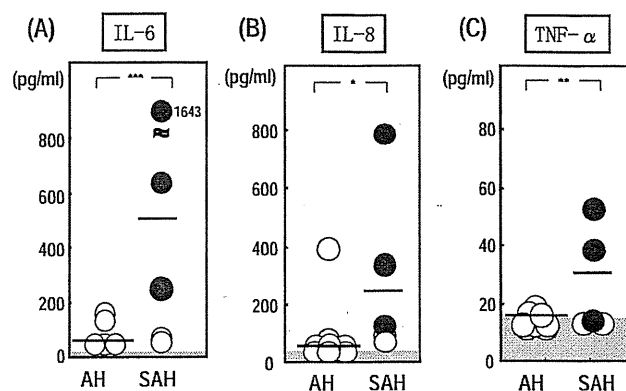 (A) IL-6
(pg/ml)
***
1643
800
600
400
200
0
AH SAH
(B) IL-8
(pg/ml)
*
800
600
400
200
0
AH SAH
(C) TNF-α
(pg/ml)
**
80
60
40
20
0
AH SAH